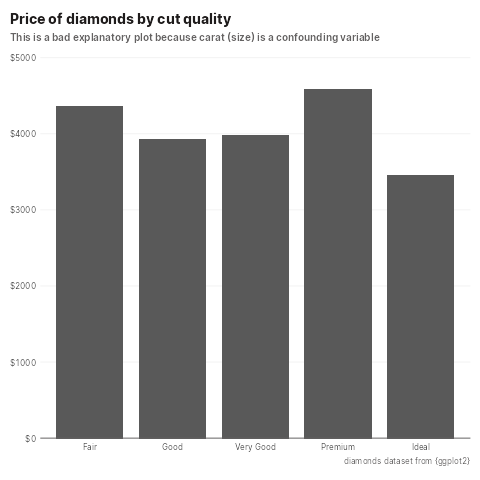 Price of diamonds by cut quality
This is a bad explanatory plot because carat (size) is a confounding variable
$5000
$4000
$3000
$2000
$1000
$0
Fair Good Very Good Premium Ideal
diamonds dataset from {ggplot2}